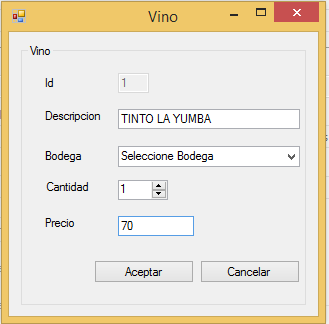 Vino
Vino
Id 1
Descripcion TINTO LA YUMBA
Bodega Seleccione Bodega
Cantidad 1
Precio 70
Aceptar Cancelar